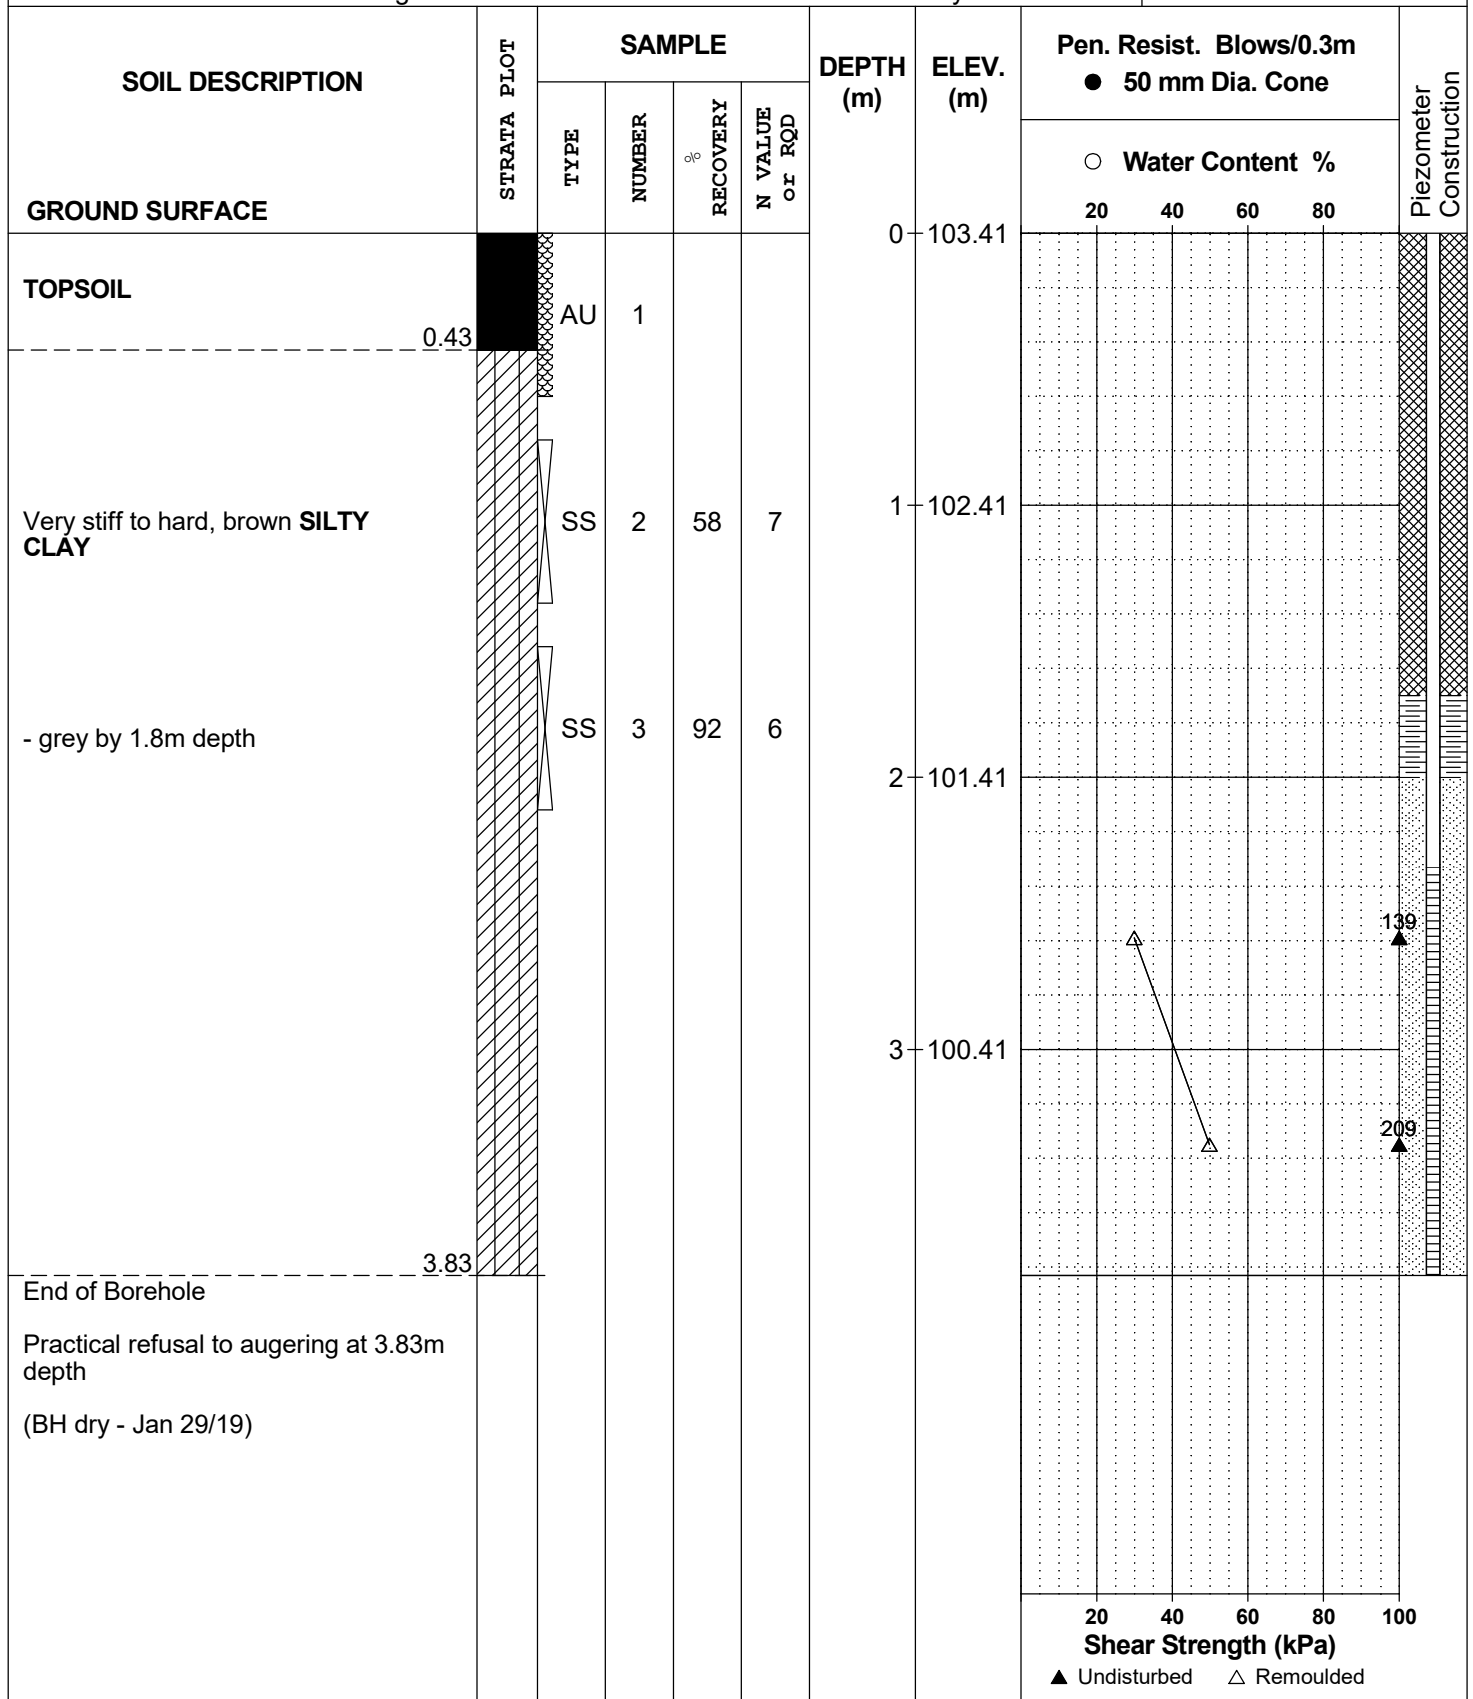 SOIL DESCRIPTION
GROUND SURFACE
STRATA PLOT
SAMPLE
TYPE
NUMBER
%
RECOVERY
N VALUE
or RQD
DEPTH
(m)
ELEV.
(m)
Pen. Resist. Blows/0.3m
● 50 mm Dia. Cone
○ Water Content %
20 40 60 80
Piezometer
Construction
0 103.41
TOPSOIL
0.43
AU 1
1 102.41
Very stiff to hard, brown SILTY
CLAY
SS 2 58 7
- grey by 1.8m depth
SS 3 92 6
2 101.41
139
3 100.41
209
3.83
End of Borehole
Practical refusal to augering at 3.83m
depth
(BH dry - Jan 29/19)
20 40 60 80 100
Shear Strength (kPa)
▲ Undisturbed △ Remoulded